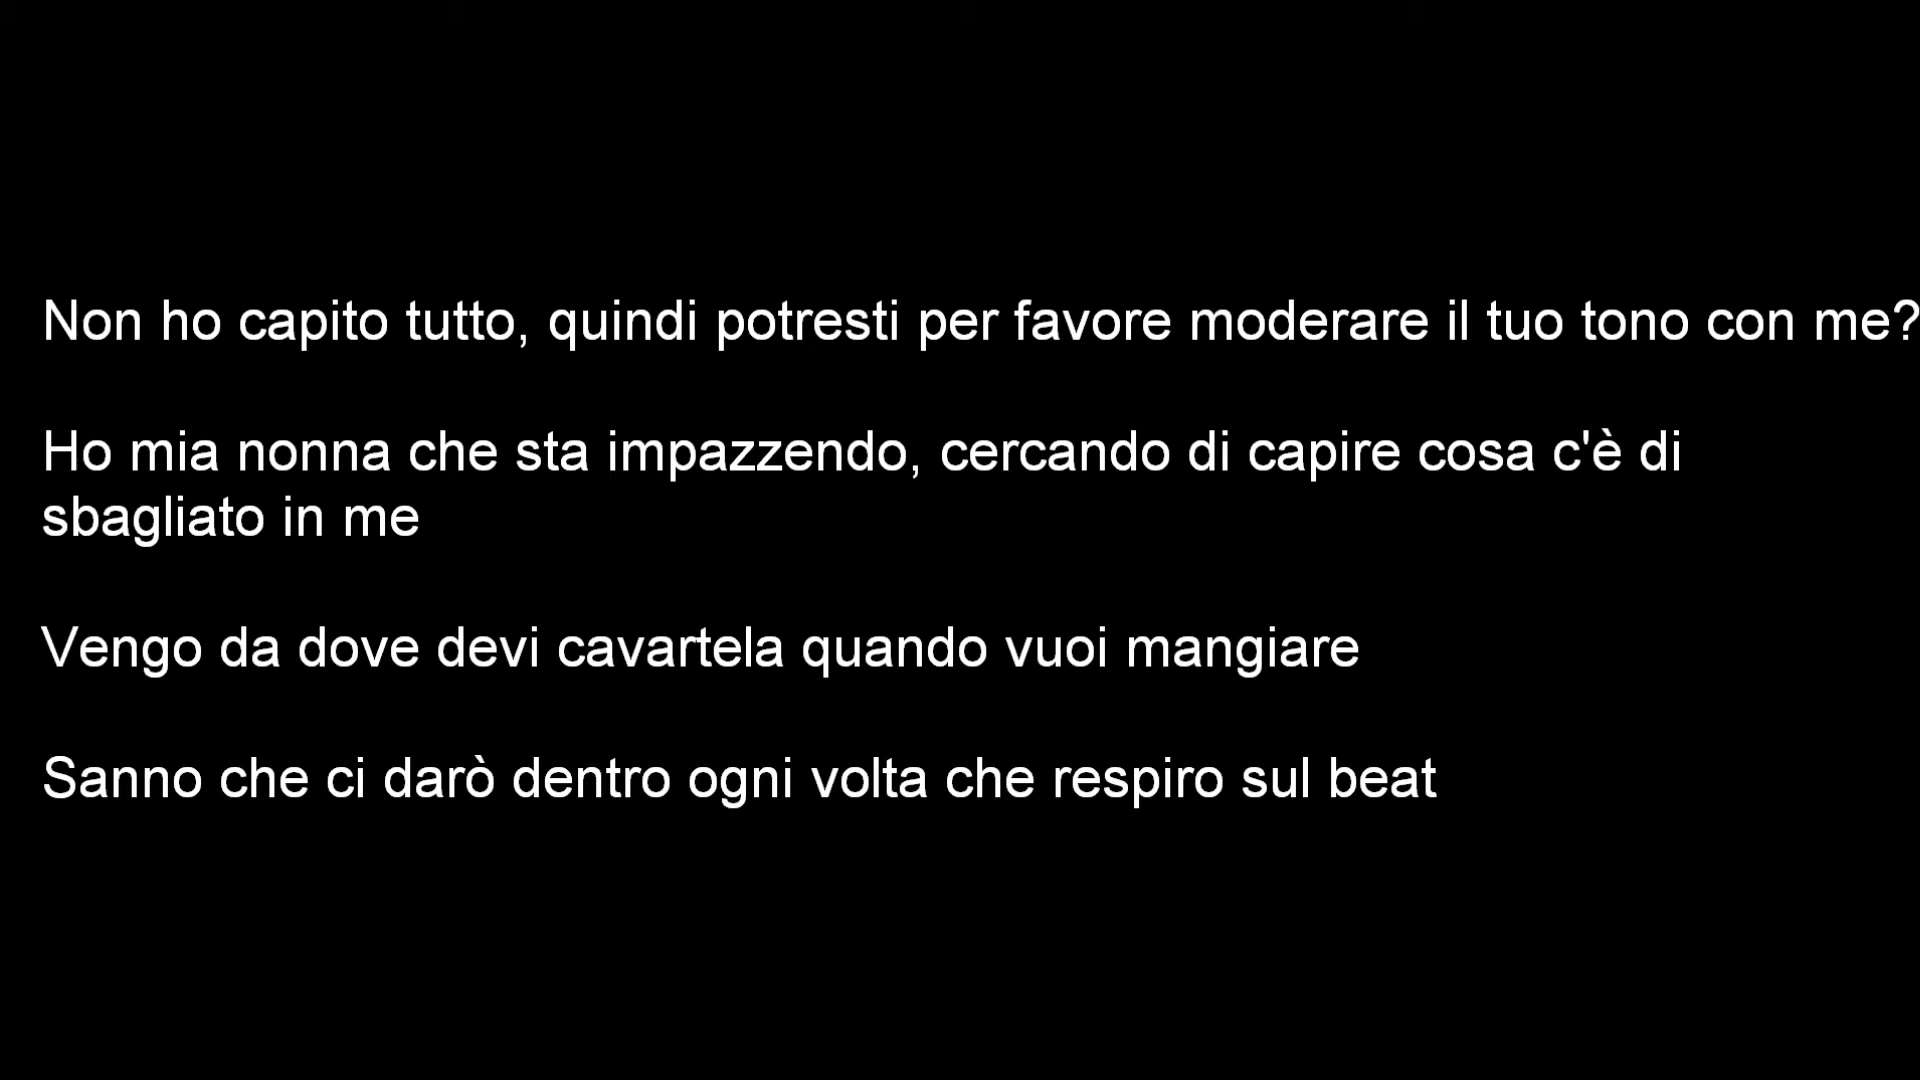 Non ho capito tutto, quindi potresti per favore moderare il tuo tono con me?
Ho mia nonna che sta impazzendo, cercando di capire cosa c'è di
sbagliato in me
Vengo da dove devi cavartela quando vuoi mangiare
Sanno che ci darò dentro ogni volta che respiro sul beat